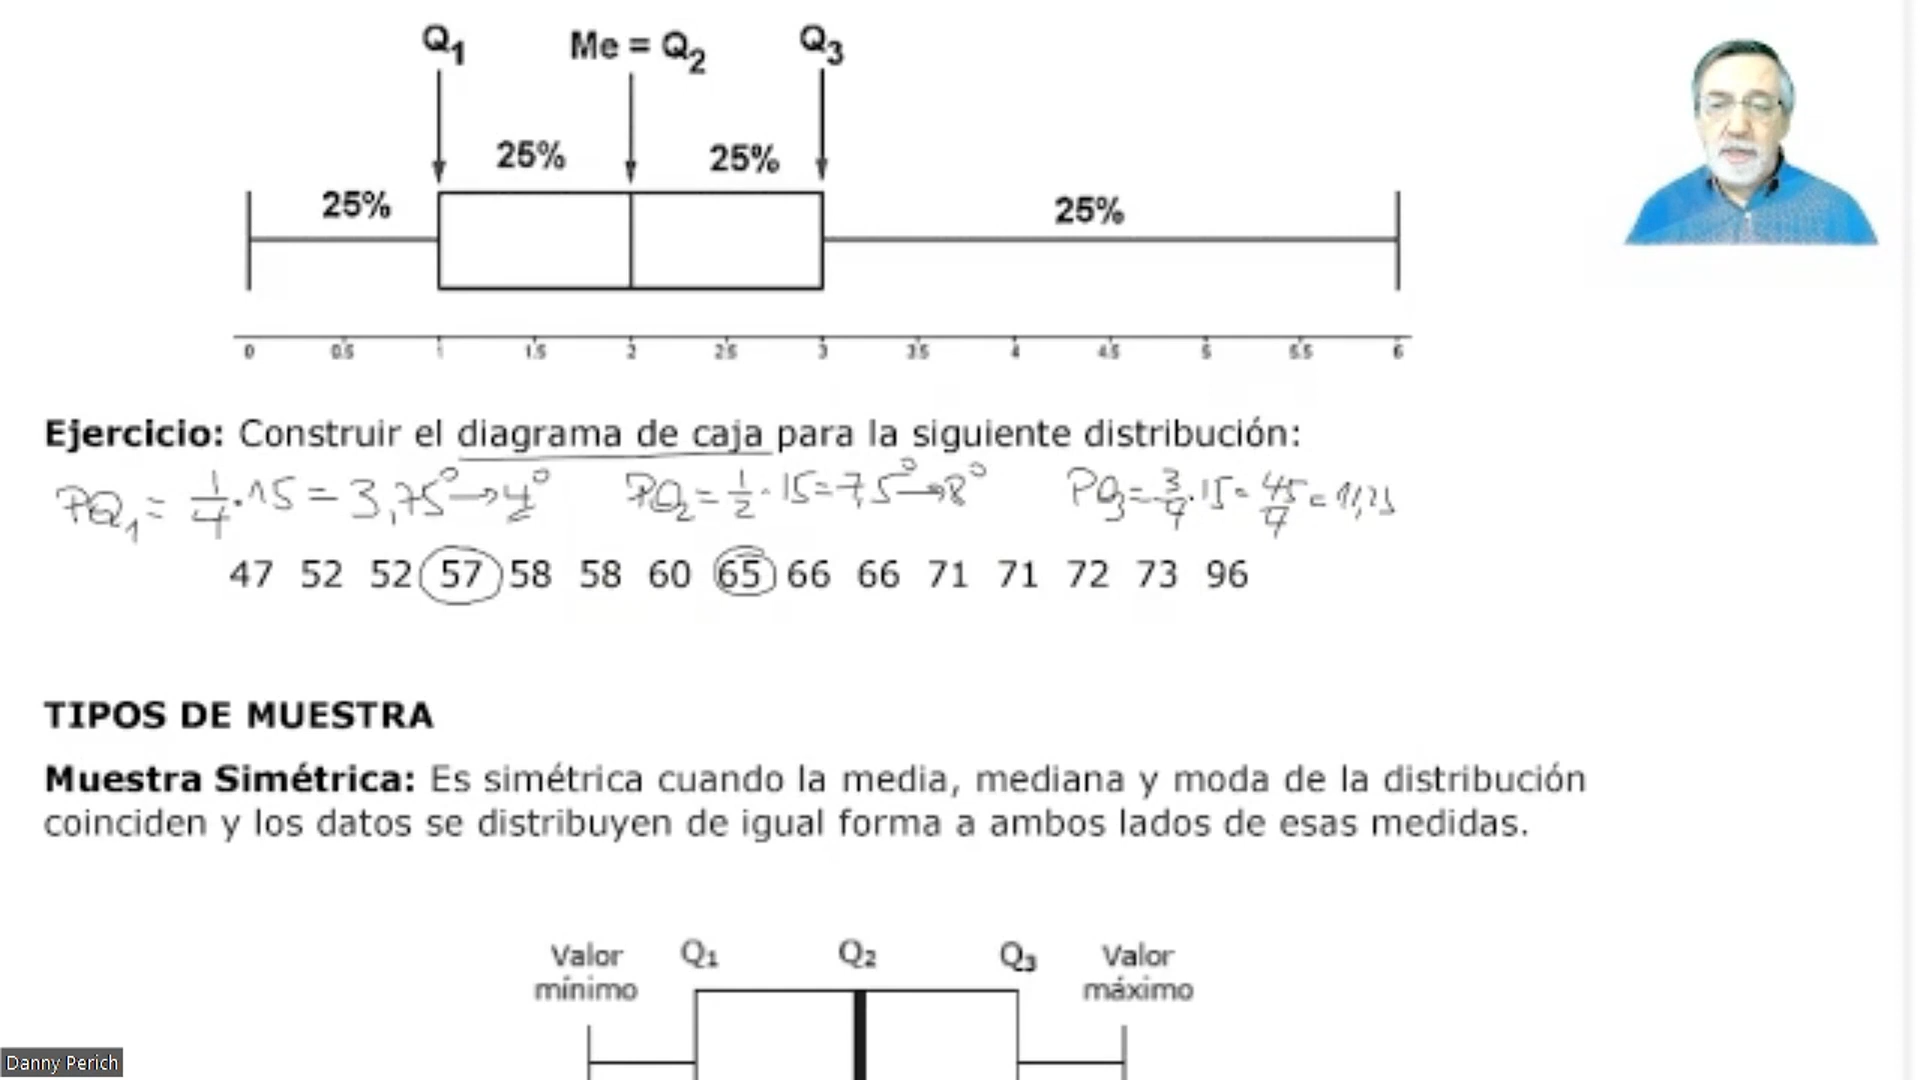 Q₁ Me = Q₂ Q₃
25% 25%
25% 25%
0 0.5 1 1.5 2 2.5 3 3.5 4 4.5 5 5.5 6
Ejercicio: Construir el diagrama de caja para la siguiente distribución:
PQ₁ = 1/4 · 15 = 3,75° → 4° PQ₂ = 1/2 · 15 = 7,5° → 8° PQ₃ = 3/4 · 15 = 45/4 = 11,25
47 52 52 57 58 58 60 65 66 66 71 71 72 73 96
TIPOS DE MUESTRA
Muestra Simétrica: Es simétrica cuando la media, mediana y moda de la distribución
coinciden y los datos se distribuyen de igual forma a ambos lados de esas medidas.
Valor mínimo Q₁ Q₂ Q₃ Valor máximo
Danny Perich